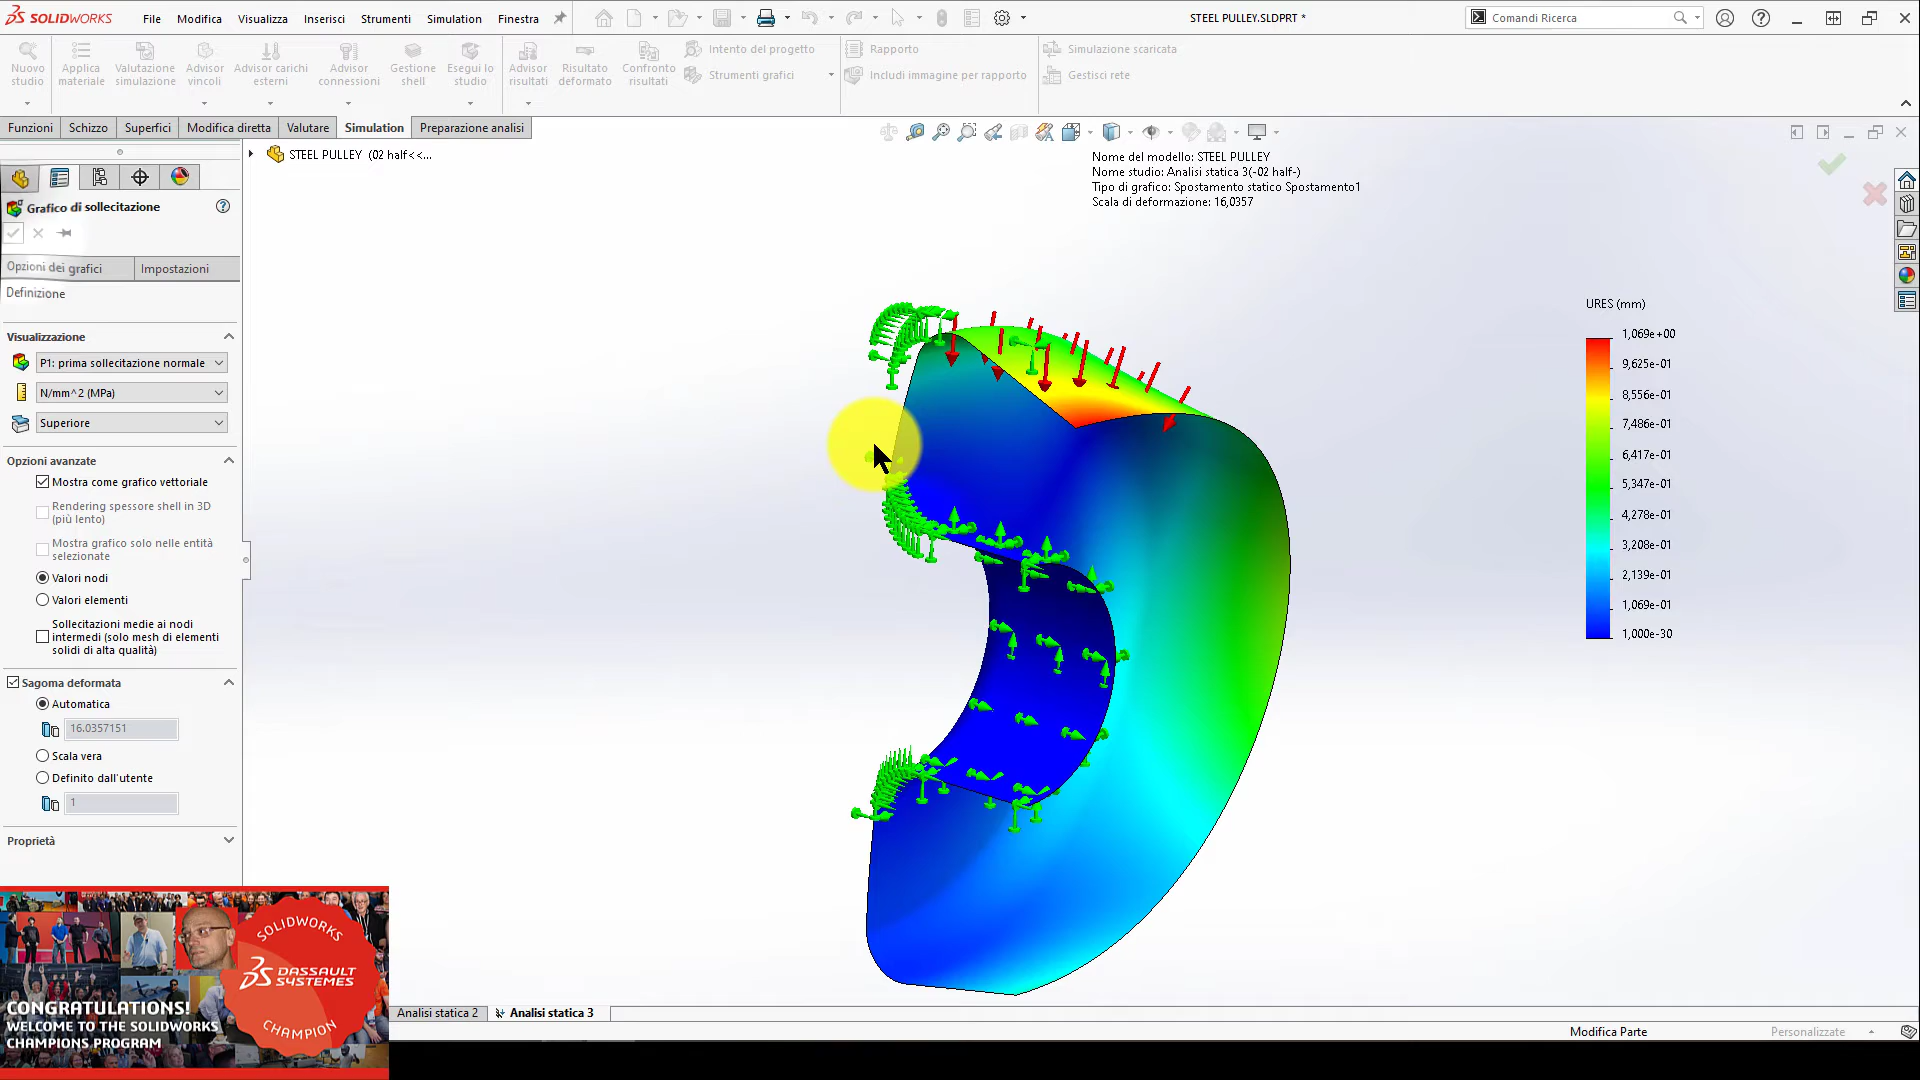 SOLIDWORKS
File
Modifica
Visualizza
Inserisci
Strumenti
Simulation
Finestra
STEEL PULLEY.SLDPRT *
Comandi Ricerca
Nuovo studio
Applica materiale
Valutazione simulazione
Advisor vincoli
Advisor carichi esterni
Advisor connessioni
Gestione shell
Esegui lo studio
Advisor risultati
Risultato deformato
Confronto risultati
Intento del progetto
Strumenti grafici
Rapporto
Includi immagine per rapporto
Simulazione scaricata
Gestisci rete
Funzioni
Schizzo
Superfici
Modifica diretta
Valutare
Simulation
Preparazione analisi
STEEL PULLEY (02 half<<...
Nome del modello: STEEL PULLEY
Nome studio: Analisi statica 3(-02 half-)
Tipo di grafico: Spostamento statico Spostamento1
Scala di deformazione: 16,0357
Grafico di sollecitazione
Opzioni dei grafici
Impostazioni
Definizione
Visualizzazione
P1: prima sollecitazione normale
N/mm^2 (MPa)
Superiore
Opzioni avanzate
Mostra come grafico vettoriale
Rendering spessore shell in 3D
(più lento)
Mostra grafico solo nelle entità
selezionate
Valori nodi
Valori elementi
Sollecitazioni medie ai nodi
intermedi (solo mesh di elementi
solidi di alta qualità)
Sagoma deformata
Automatica
16.0357151
Scala vera
Definito dall'utente
1
Proprietà
URES (mm)
1,069e+00
9,625e-01
8,556e-01
7,486e-01
6,417e-01
5,347e-01
4,278e-01
3,208e-01
2,139e-01
1,069e-01
1,000e-30
SOLIDWORKS
DASSAULT
SYSTEMES
CHAMPION
CONGRATULATIONS!
WELCOME TO THE SOLIDWORKS
CHAMPIONS PROGRAM
Analisi statica 2
Analisi statica 3
Modifica Parte
Personalizzate